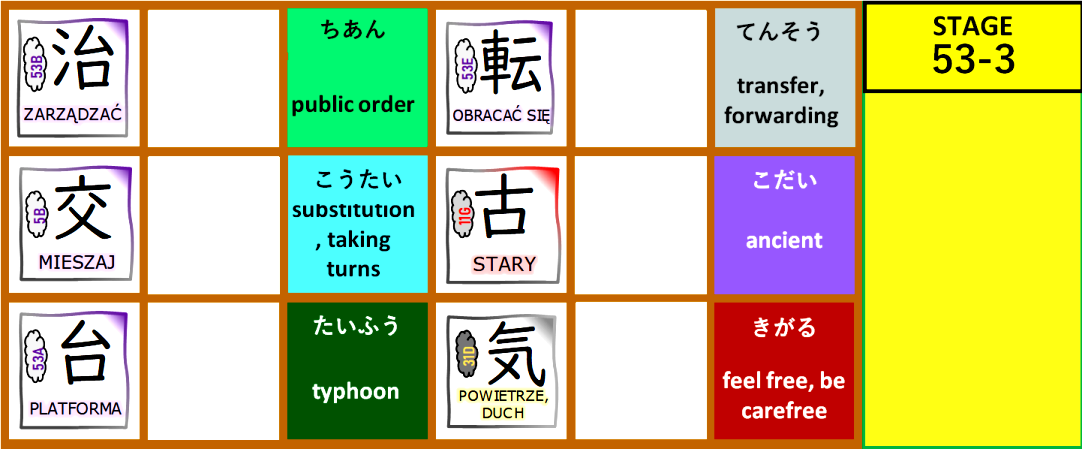 53B
治
ZARZĄDZAĆ
ちあん
public order
53E
転
OBRACAĆ SIĘ
てんそう
transfer,
forwarding
STAGE
53-3
5B
交
MIESZAJ
こうたい
substitution
, taking
turns
11G
古
STARY
こだい
ancient
53A
台
PLATFORMA
たいふう
typhoon
31D
気
POWIETRZE,
DUCH
きがる
feel free, be
carefree